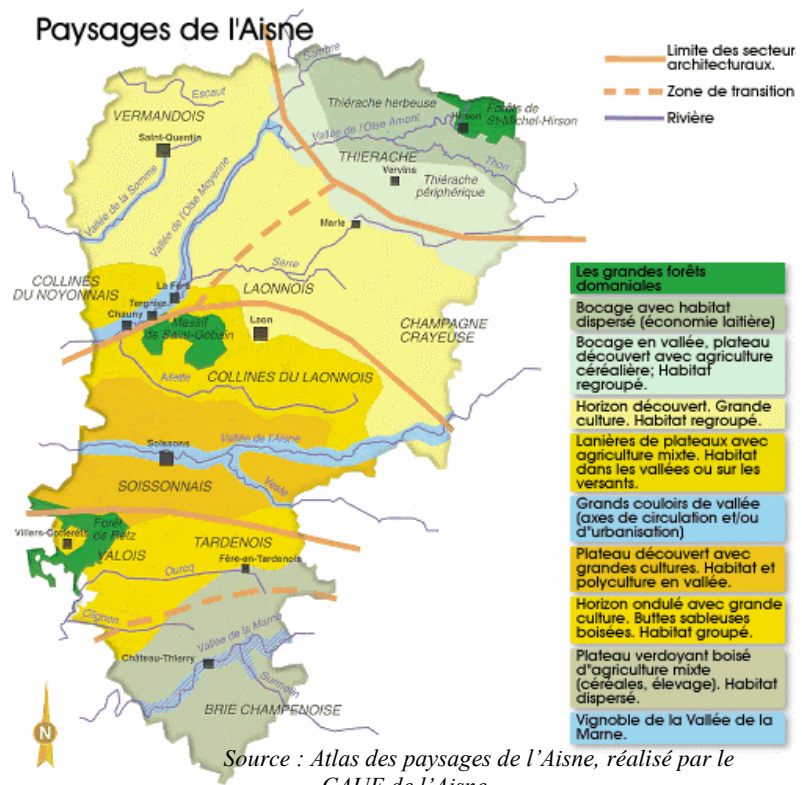 Paysages de l'Aisne
Limite des secteurs
architecturaux.
Zone de transition
Rivière
Sambre
Escaut
VERMANDOIS
Saint-Quentin
Thiérache herbeuse
Forêts de
St-Michel-Hirson
Hirson
Vallée de l'Oise Amont
THIERACHE
Thon
Vervins
Thiérache
périphérique
Vallée de la Somme
Vallée de l'Oise Moyenne
Marle
Serre
COLLINES
DU NOYONNAIS
La Fère
LAONNOIS
Tergnier
Chauny
Massif
de Saint-Gobain
Laon
CHAMPAGNE
CRAYEUSE
Ailette
COLLINES DU LAONNOIS
Soissons
Vallée de l'Aisne
SOISSONNAIS
Vesle
Forêt
de Retz
Villers-Cotterêts
VALOIS
TARDENOIS
Fère-en-Tardenois
Ourcq
Clignon
Vallée de la Marne
Château-Thierry
Surmelin
BRIE CHAMPENOISE
N
Les grandes forêts
domaniales
Bocage avec habitat
dispersé (économie laitière)
Bocage en vallée, plateau
découvert avec agriculture
céréalière; Habitat
regroupé.
Horizon découvert. Grande
culture. Habitat regroupé.
Lanières de plateaux avec
agriculture mixte. Habitat
dans les vallées ou sur les
versants.
Grands couloirs de vallée
(axes de circulation et/ou
d"urbanisation)
Plateau découvert avec
grandes cultures. Habitat et
polyculture en vallée.
Horizon ondulé avec grande
culture. Buttes sableuses
boisées. Habitat groupé.
Plateau verdoyant boisé
d"agriculture mixte
(céréales, élevage). Habitat
dispersé.
Vignoble de la Vallée de la
Marne.
Source : Atlas des paysages de l'Aisne, réalisé par le
CAUE de l'Aisne